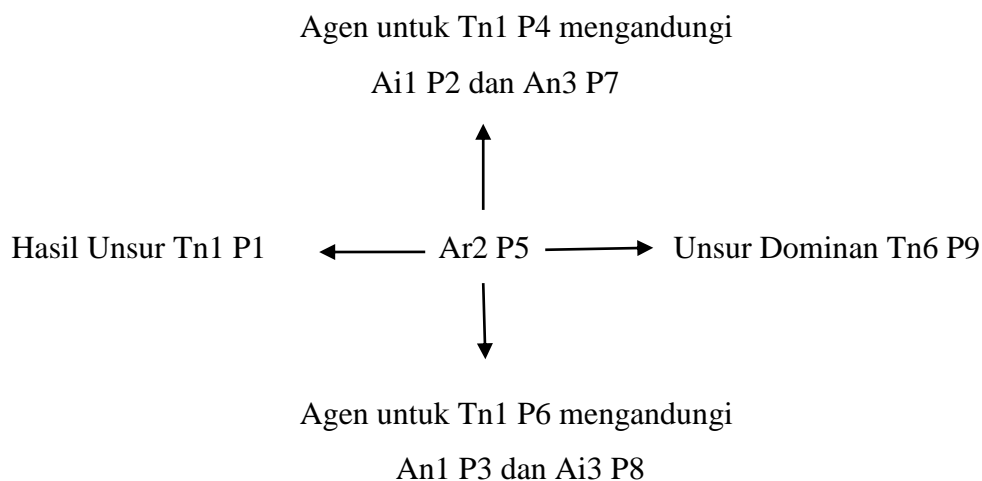 Agen untuk Tn1 P4 mengandungi
Ai1 P2 dan An3 P7
Hasil Unsur Tn1 P1
Ar2 P5
Unsur Dominan Tn6 P9
Agen untuk Tn1 P6 mengandungi
An1 P3 dan Ai3 P8